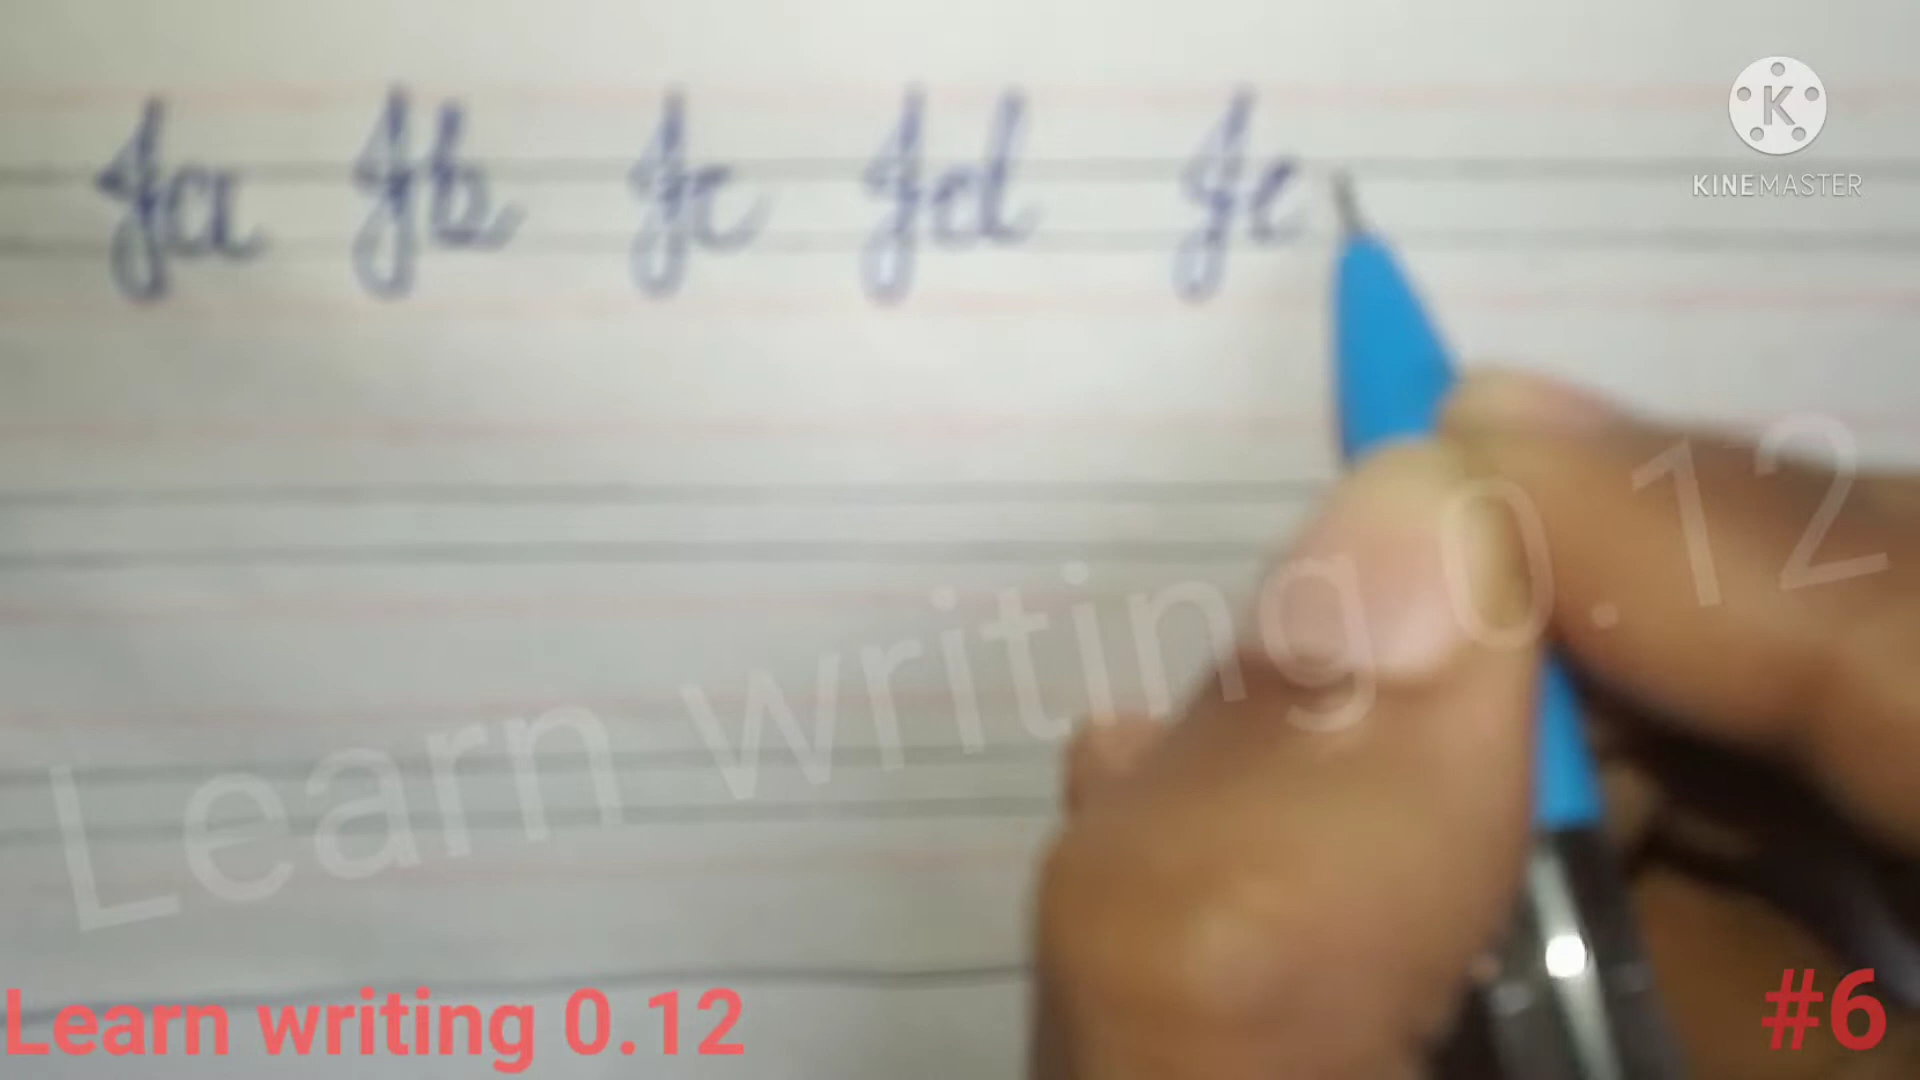 Ja Jb Jc Jd Je
KINEMASTER
Learn writing 0.12
Learn writing 0.12
#6